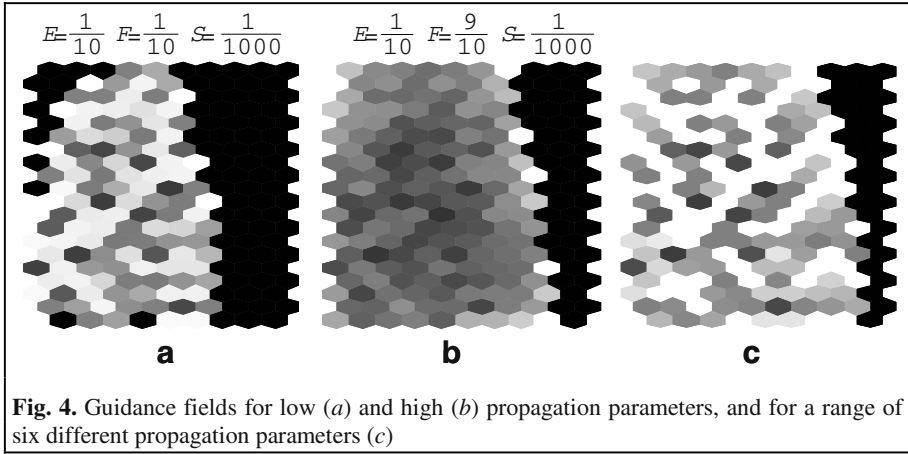 E=1/10 F=1/10 S=1/1000 E=1/10 F=9/10 S=1/1000
a b c
Fig. 4. Guidance fields for low (a) and high (b) propagation parameters, and for a range of
six different propagation parameters (c)